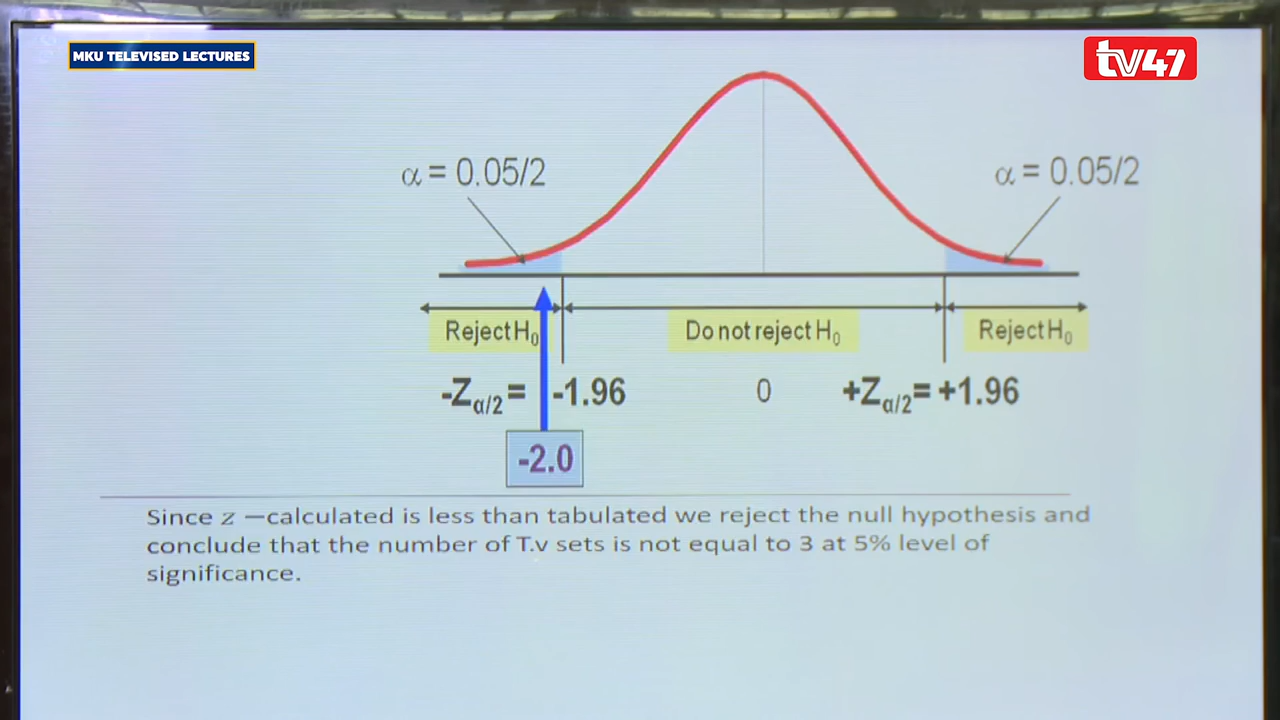 MKU TELEVISED LECTURES
tv47
α = 0.05/2
α = 0.05/2
Reject H0
Do not reject H0
Reject H0
-Zα/2 = -1.96
0
+Zα/2 = +1.96
-2.0
Since z —calculated is less than tabulated we reject the null hypothesis and
conclude that the number of T.v sets is not equal to 3 at 5% level of
significance.